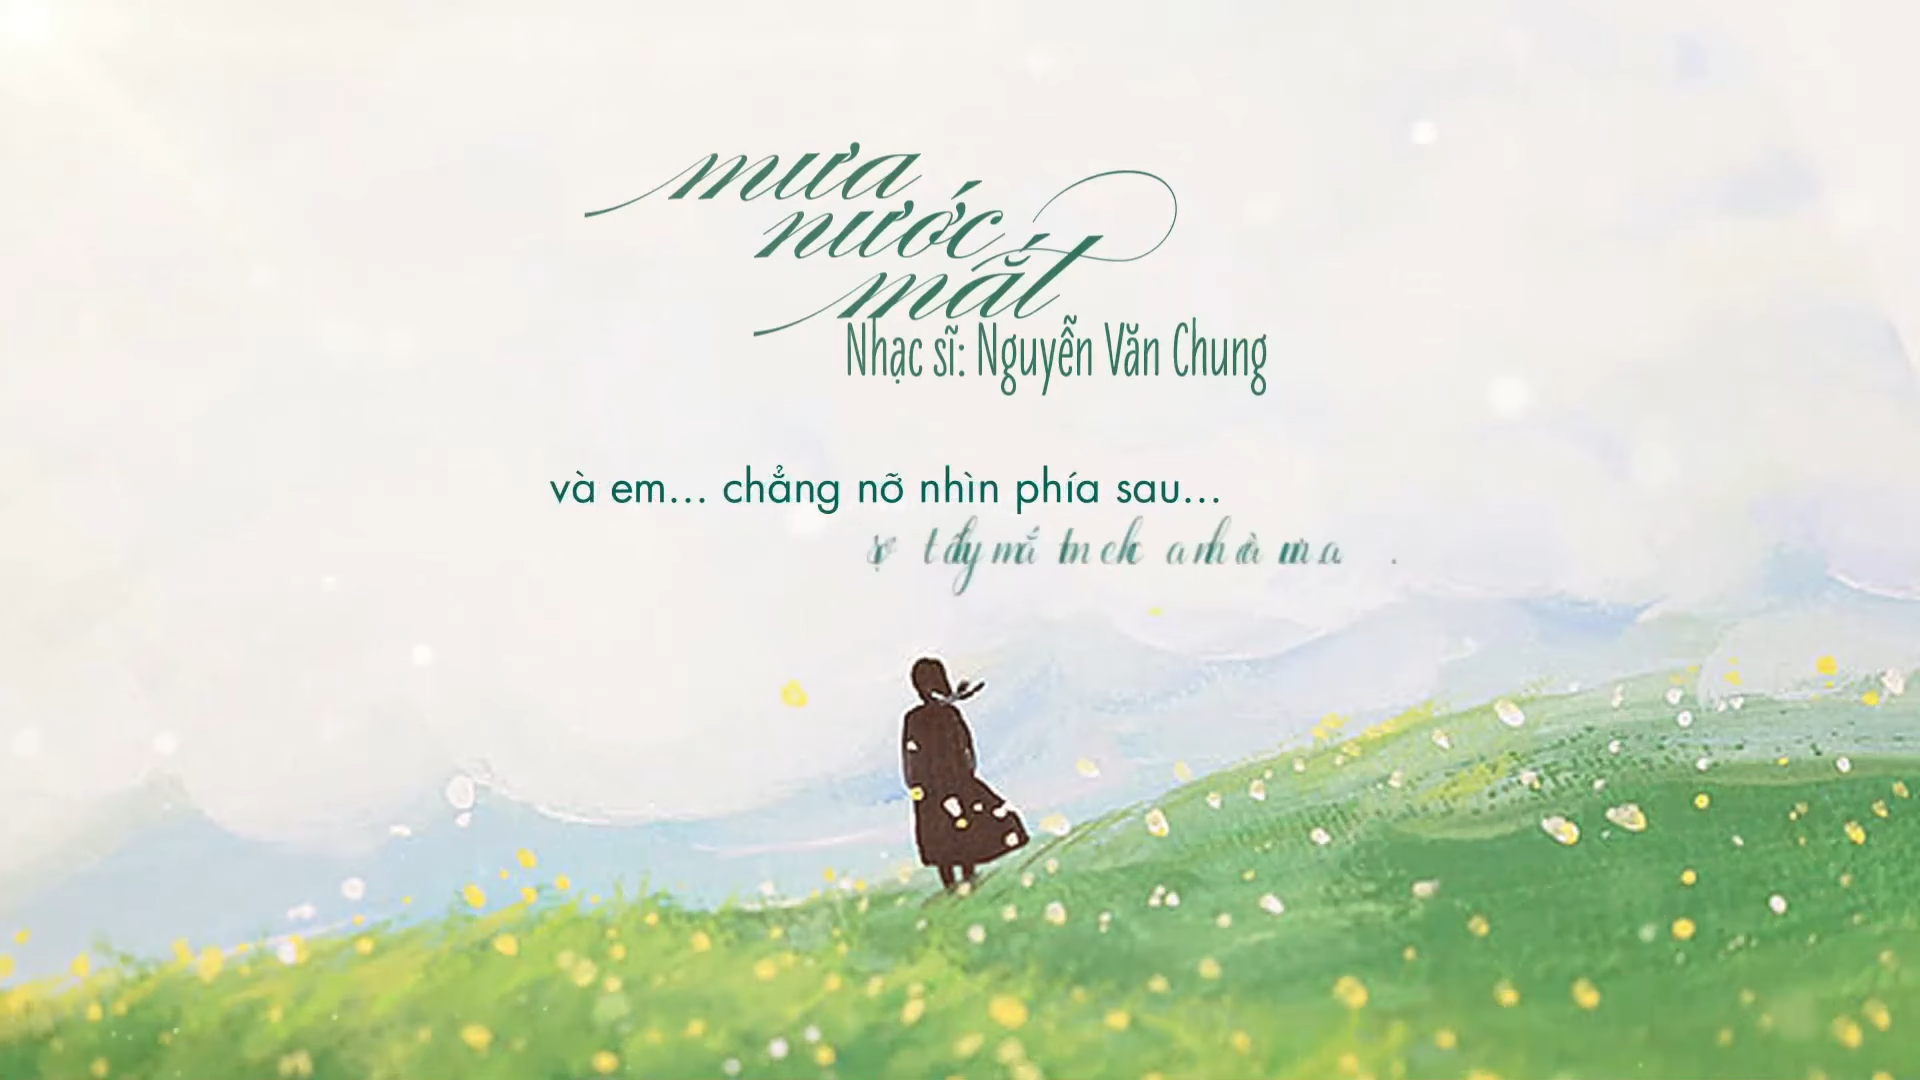 mưa
nước
mắt
Nhạc sĩ: Nguyễn Văn Chung
và em... chẳng nỡ nhìn phía sau...